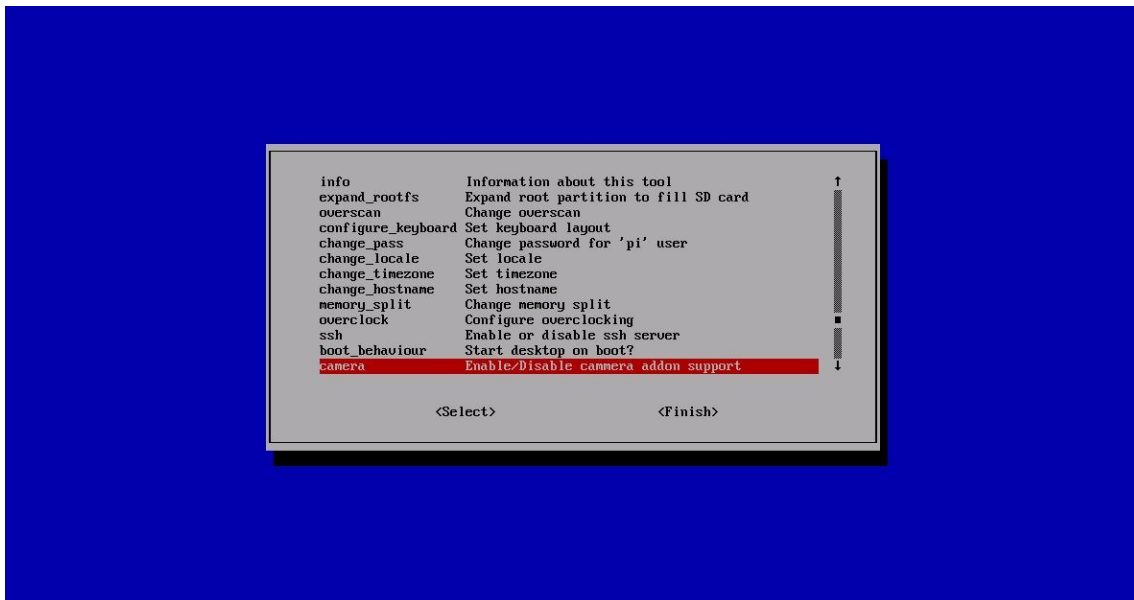 info Information about this tool ↑
expand_rootfs Expand root partition to fill SD card
overscan Change overscan
configure_keyboard Set keyboard layout
change_pass Change password for 'pi' user
change_locale Set locale
change_timezone Set timezone
change_hostname Set hostname
memory_split Change memory split
overclock Configure overclocking
ssh Enable or disable ssh server
boot_behaviour Start desktop on boot?
camera Enable/Disable cammera addon support ↓
<Select> <Finish>